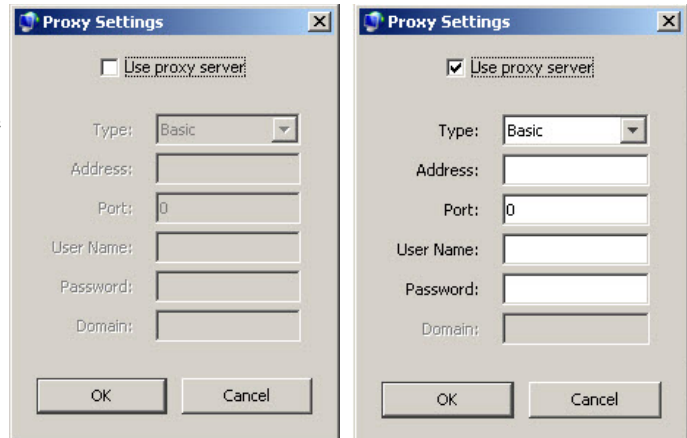 Proxy Settings
Use proxy server
Type: Basic
Address:
Port: 0
User Name:
Password:
Domain:
OK Cancel
Proxy Settings
Use proxy server
Type: Basic
Address:
Port: 0
User Name:
Password:
Domain:
OK Cancel